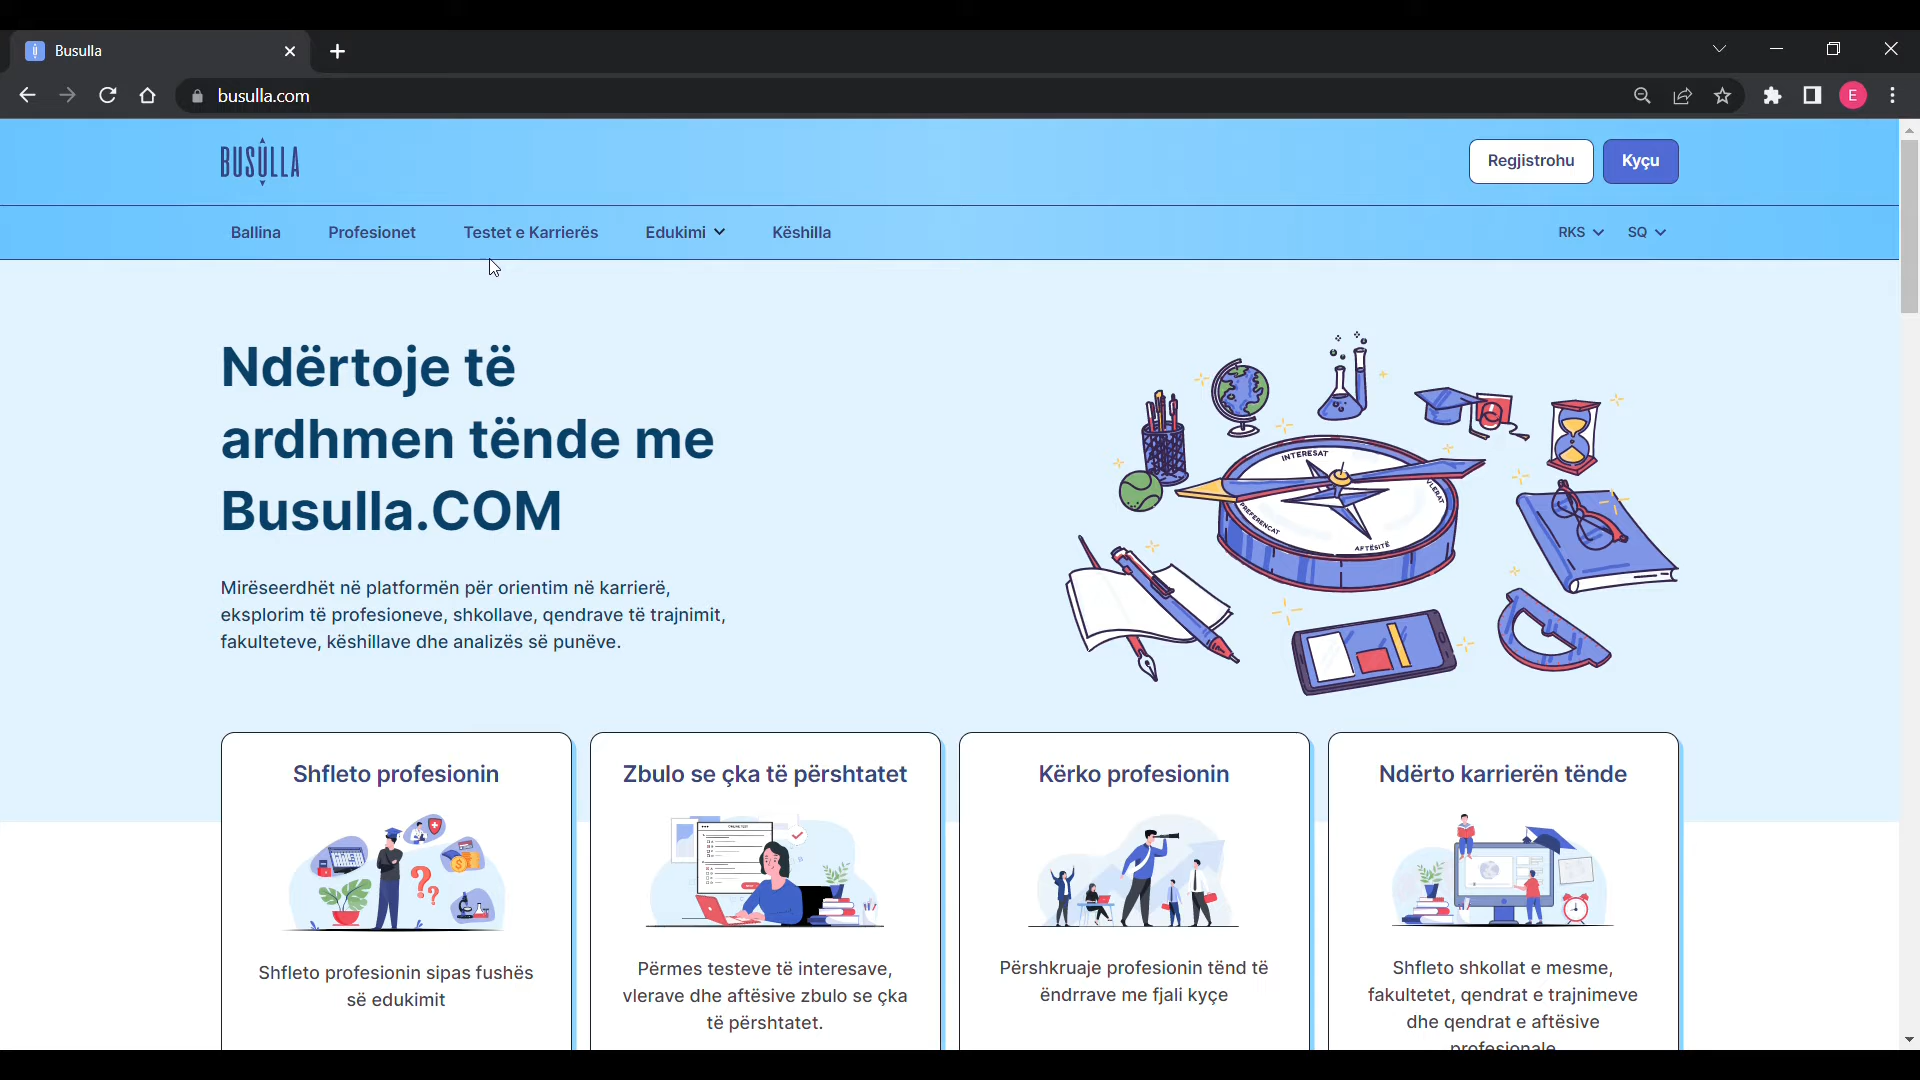 Busulla
busulla.com
E
BUSULLA
Regjistrohu
Kyçu
Ballina
Profesionet
Testet e Karrierës
Edukimi
Këshilla
RKS
SQ
Ndërtoje të
ardhmen tënde me
Busulla.COM
Mirëseerdhët në platformën për orientim në karrierë,
eksplorim të profesioneve, shkollave, qendrave të trajnimit,
fakulteteve, këshillave dhe analizës së punëve.
INTERESAT
VLERAT
PREFERENCAT
AFTËSITË
Shfleto profesionin
Shfleto profesionin sipas fushës
së edukimit
Zbulo se çka të përshtatet
ONLINE TEST
Përmes testeve të interesave,
vlerave dhe aftësive zbulo se çka
të përshtatet.
Kërko profesionin
Përshkruaje profesionin tënd të
ëndrrave me fjali kyçe
Ndërto karrierën tënde
Shfleto shkollat e mesme,
fakultetet, qendrat e trajnimeve
dhe qendrat e aftësive
profesionale